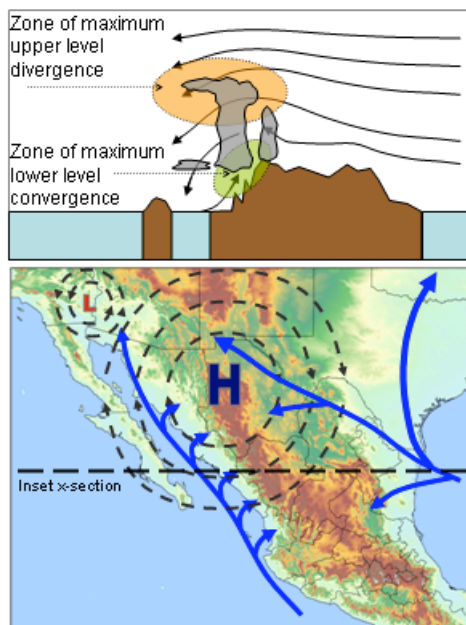 Zone of maximum
upper level
divergence
Zone of maximum
lower level
convergence
L
H
Inset x-section